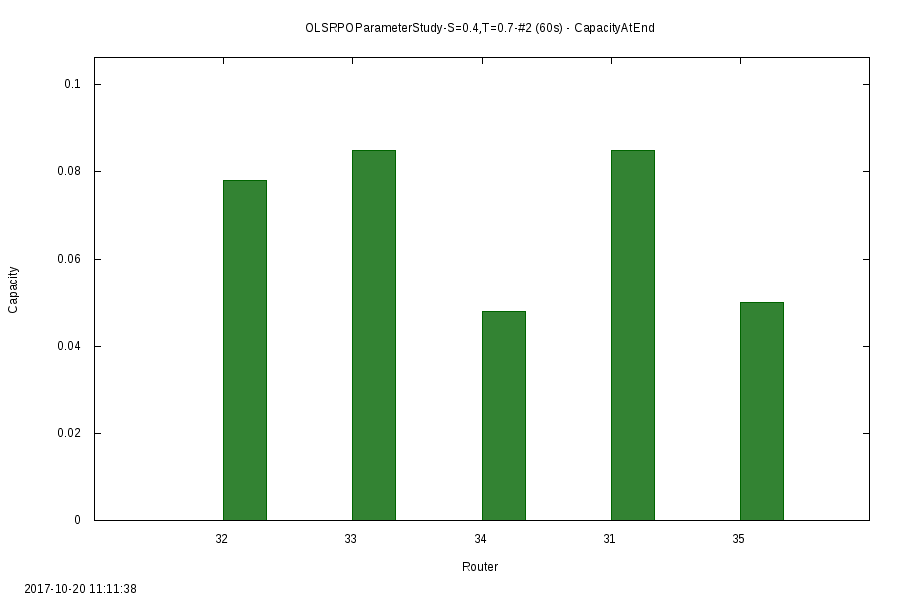 OLSRPOParameterStudy-S=0.4,T=0.7-#2 (60s) - CapacityAtEnd
0.1
0.08
0.06
0.04
0.02
0
Capacity
32 33 34 31 35
Router
2017-10-20 11:11:38